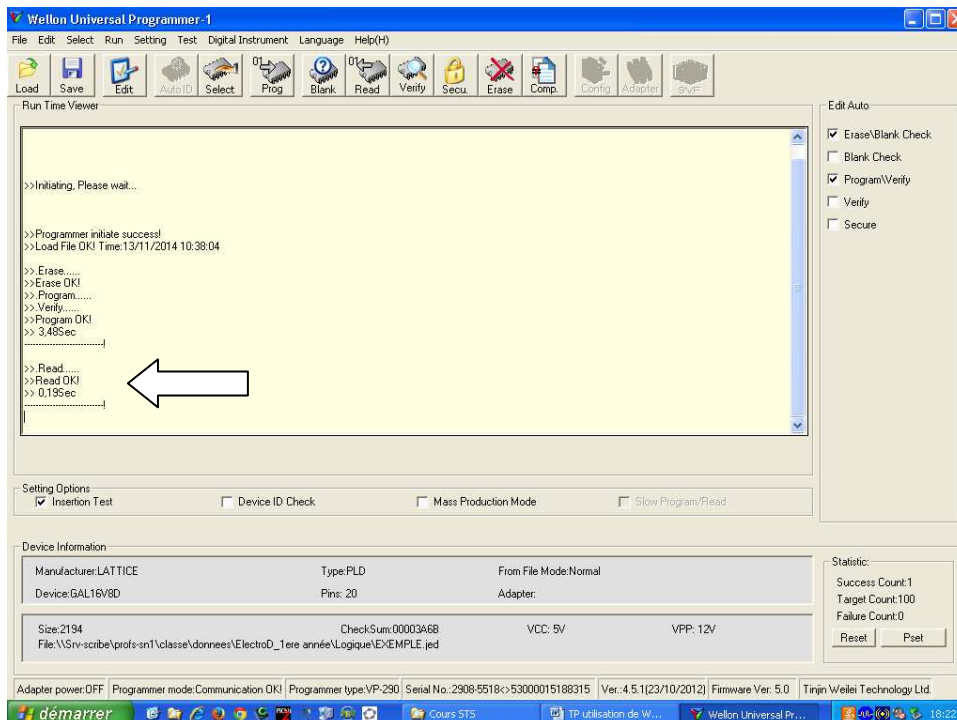 Wellon Universal Programmer-1
File Edit Select Run Setting Test Digital Instrument Language Help(H)
Load Save Edit AutoID Select Prog Blank Read Verify Secu. Erase Comp. Config Adapter SVF
Run Time Viewer
>>Initiating, Please wait...
>>Programmer initiate success!
>>Load File OK! Time:13/11/2014 10:38:04
>>.Erase......
>>Erase OK!
>>.Program......
>>.Verify......
>>Program OK!
>> 3,48Sec
--------------------------!
>>.Read......
>>Read OK!
>> 0,19Sec
--------------------------!
Edit Auto
Erase\Blank Check
Blank Check
Program\Verify
Verify
Secure
Setting Options
Insertion Test Device ID Check Mass Production Mode Slow Program/Read
Device Information
Manufacturer:LATTICE Type:PLD From File Mode:Normal
Device:GAL16V8D Pins: 20 Adapter:
Size:2194 CheckSum:00003A6B VCC: 5V VPP: 12V
File:\\Srv-scribe\profs-sn1\classe\donnees\ElectroD_1ere année\Logique\EXEMPLE.jed
Statistic:
Success Count:1
Target Count:100
Failure Count:0
Reset Pset
Adapter power:OFF Programmer mode:Communication OK! Programmer type:VP-290 Serial No.:2908-5518<>53000015188315 Ver.:4.5.1(23/10/2012) Firmware Ver: 5.0 Tinjin Weilei Technology Ltd.
démarrer Cours STS TP utilisation de W... Wellon Universal Pr... 18:22